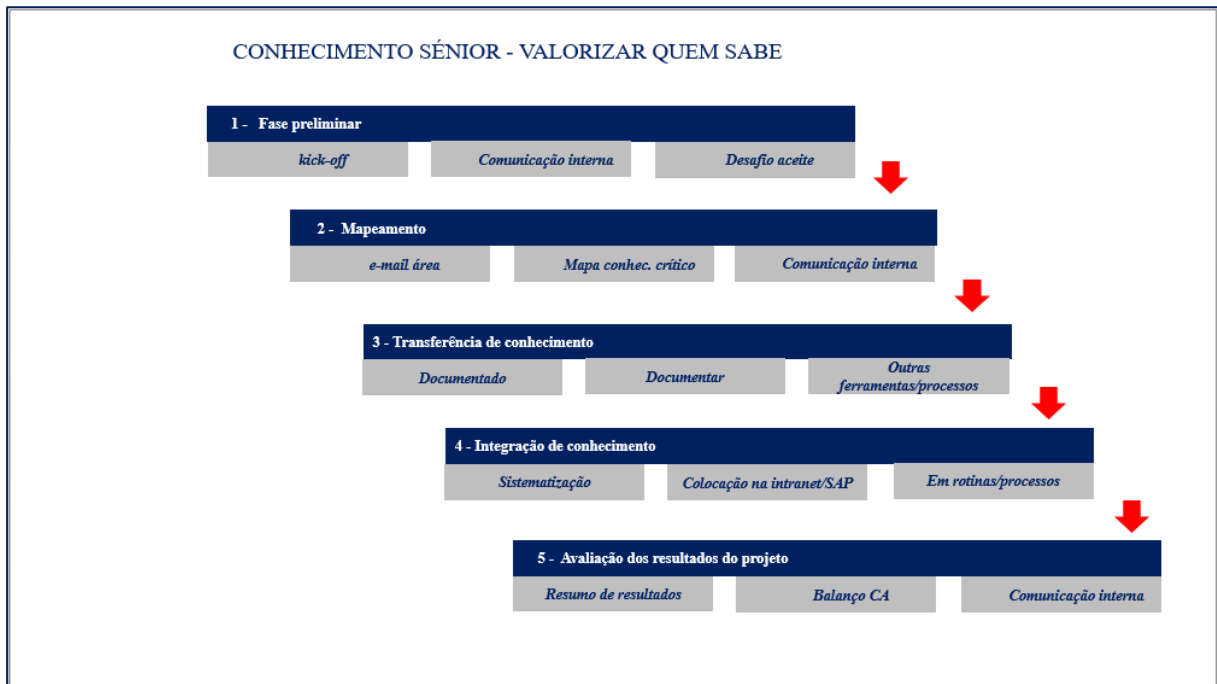 CONHECIMENTO SÉNIOR - VALORIZAR QUEM SABE
1 - Fase preliminar
kick-off
Comunicação interna
Desafio aceite
2 - Mapeamento
e-mail área
Mapa conhec. crítico
Comunicação interna
3 - Transferência de conhecimento
Documentado
Documentar
Outras
ferramentas/processos
4 - Integração de conhecimento
Sistematização
Colocação na intranet/SAP
Em rotinas/processos
5 - Avaliação dos resultados do projeto
Resumo de resultados
Balanço CA
Comunicação interna